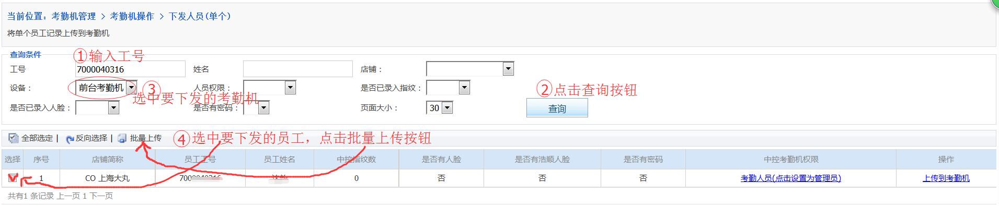 当前位置：考勤机管理 > 考勤机操作 > 下发人员(单个)
将单个员工记录上传到考勤机
查询条件 ①输入工号
工号 7000040316 姓名 店铺：
设备： 前台考勤机 ③ 人员权限： 是否已录入指纹： ②点击查询按钮
选中要下发的考勤机
是否已录入人脸： 是否有密码： 页面大小： 30 查询
全部选定 | 反向选择 | 批量上传 ④选中要下发的员工，点击批量上传按钮
选择 序号 店铺简称 员工工号 员工姓名 中控指纹数 是否有人脸 是否有浩顺人脸 是否有密码 中控考勤机权限 操作
1 CO 上海大丸 0 否 否 否 考勤人员(点击设置为管理员) 上传到考勤机
共有1 条记录 上一页 1 下一页